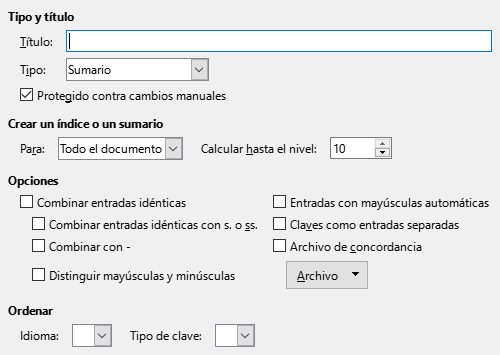 Tipo y título
Título:
Tipo: Sumario
Protegido contra cambios manuales
Crear un índice o un sumario
Para: Todo el documento Calcular hasta el nivel: 10
Opciones
Combinar entradas idénticas Entradas con mayúsculas automáticas
Combinar entradas idénticas con s. o ss. Claves como entradas separadas
Combinar con - Archivo de concordancia
Distinguir mayúsculas y minúsculas Archivo
Ordenar
Idioma: Tipo de clave: